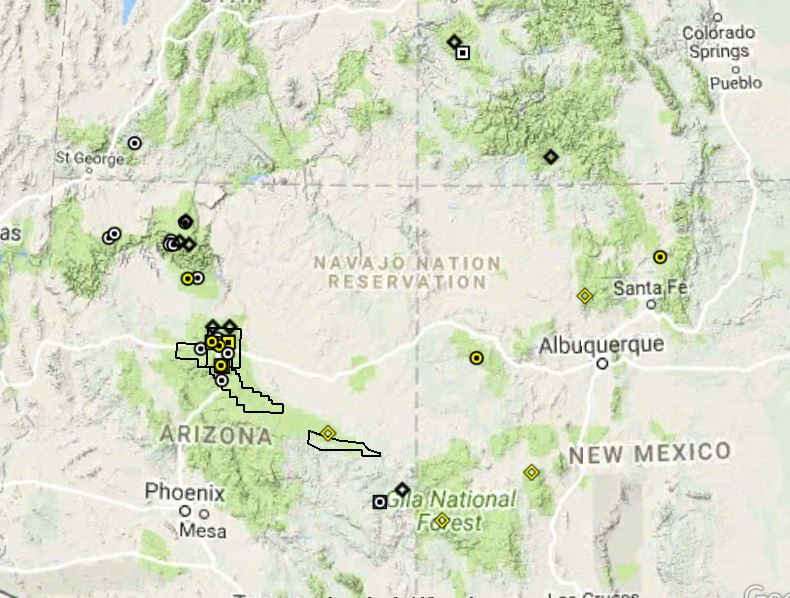 Colorado
Springs
Pueblo
St George
as
NAVAJO NATION
RESERVATION
Santa Fe
Albuquerque
ARIZONA
NEW MEXICO
Phoenix
Gila National
Forest
Mesa